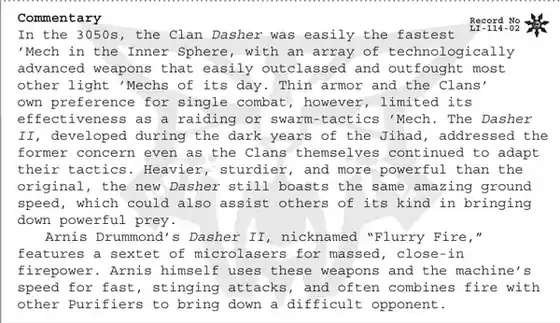 Commentary
Record No
LI-114-02
In the 3050s, the Clan Dasher was easily the fastest
'Mech in the Inner Sphere, with an array of technologically
advanced weapons that easily outclassed and outfought most
other light 'Mechs of its day. Thin armor and the Clans'
own preference for single combat, however, limited its
effectiveness as a raiding or swarm-tactics 'Mech. The Dasher
II, developed during the dark years of the Jihad, addressed the
former concern even as the Clans themselves continued to adapt
their tactics. Heavier, sturdier, and more powerful than the
original, the new Dasher still boasts the same amazing ground
speed, which could also assist others of its kind in bringing
down powerful prey.
Arnis Drummond's Dasher II, nicknamed “Flurry Fire,”
features a sextet of microlasers for massed, close-in
firepower. Arnis himself uses these weapons and the machine's
speed for fast, stinging attacks, and often combines fire with
other Purifiers to bring down a difficult opponent.